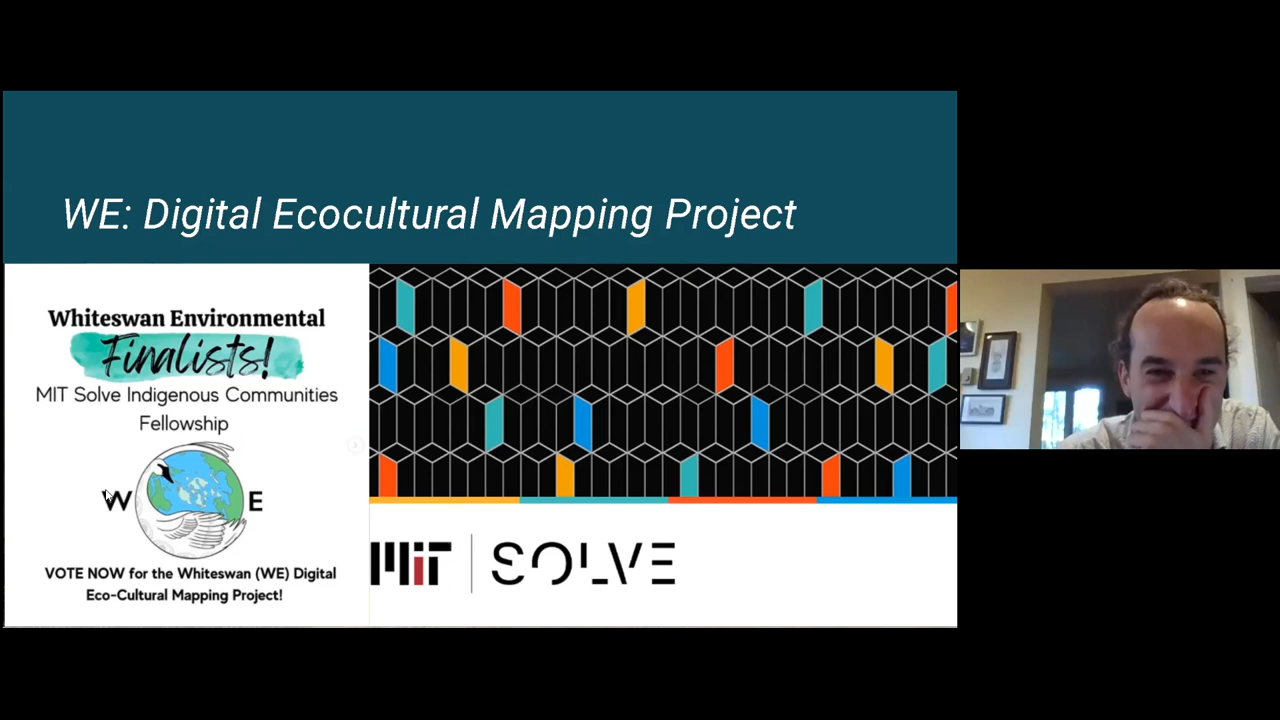 WE: Digital Ecocultural Mapping Project
Whiteswan Environmental
Finalists!
MIT Solve Indigenous Communities
Fellowship
W E
VOTE NOW for the Whiteswan (WE) Digital
Eco-Cultural Mapping Project!
MIT SOLVE